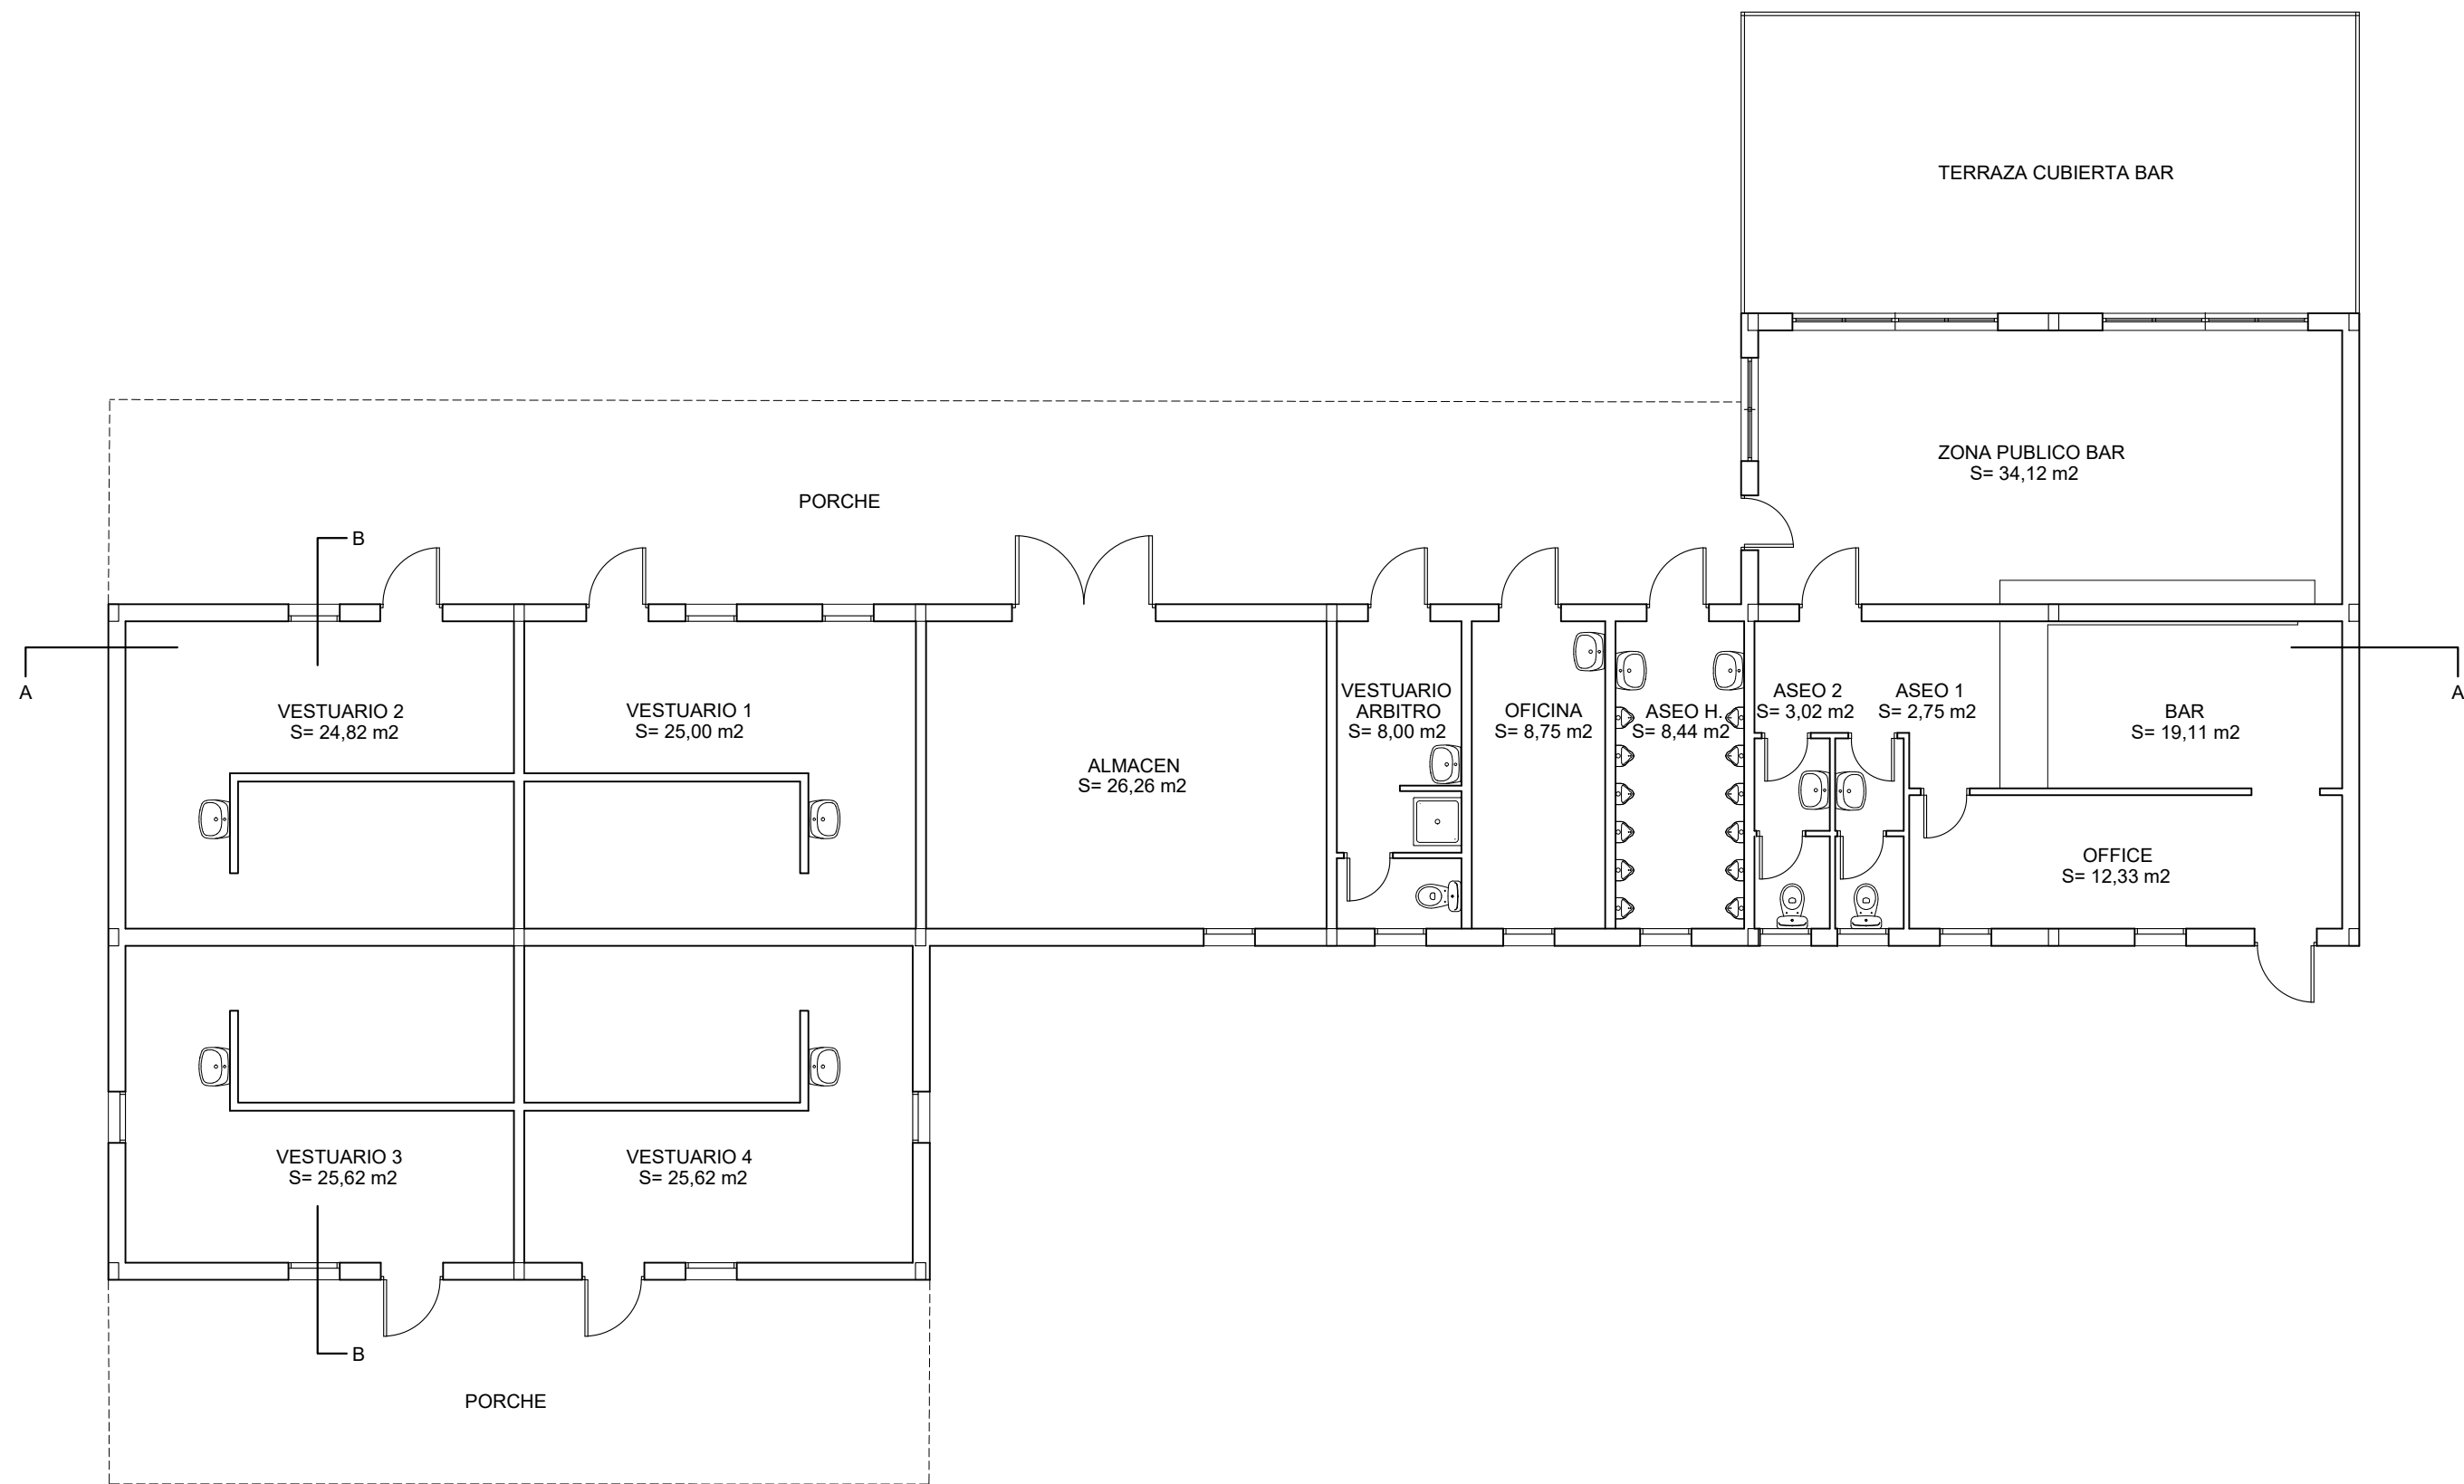 TERRAZA CUBIERTA BAR
ZONA PUBLICO BAR
S= 34,12 m2
PORCHE
B
A
VESTUARIO 2
S= 24,82 m2
VESTUARIO 1
S= 25,00 m2
ALMACEN
S= 26,26 m2
VESTUARIO
ARBITRO
S= 8,00 m2
OFICINA
S= 8,75 m2
ASEO H.
S= 8,44 m2
ASEO 2
S= 3,02 m2
ASEO 1
S= 2,75 m2
BAR
S= 19,11 m2
A
OFFICE
S= 12,33 m2
VESTUARIO 3
S= 25,62 m2
VESTUARIO 4
S= 25,62 m2
B
PORCHE